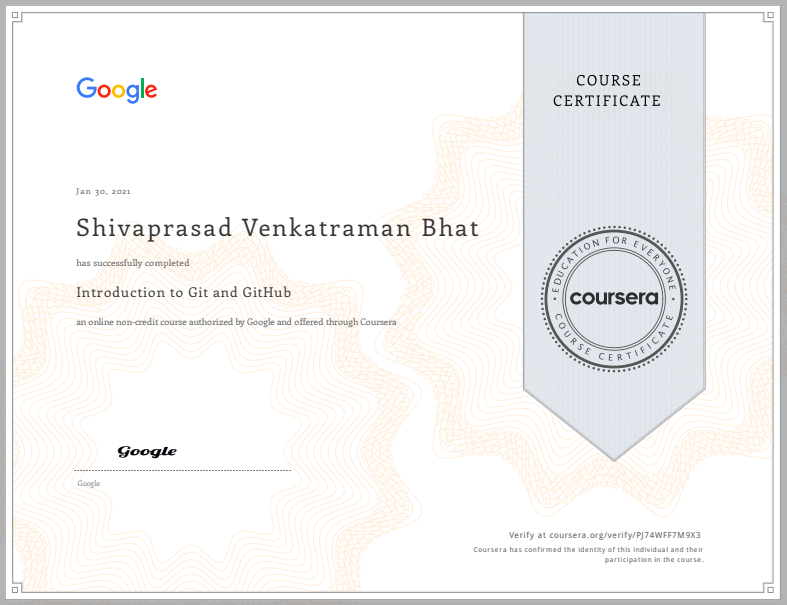 Google
COURSE
CERTIFICATE
Jan 30, 2021
Shivaprasad Venkatraman Bhat
has successfully completed
Introduction to Git and GitHub
an online non-credit course authorized by Google and offered through Coursera
EDUCATION FOR EVERYONE
coursera
COURSE CERTIFICATE
Google
Google
Verify at coursera.org/verify/PJ74WFF7M9X3
Coursera has confirmed the identity of this individual and their
participation in the course.